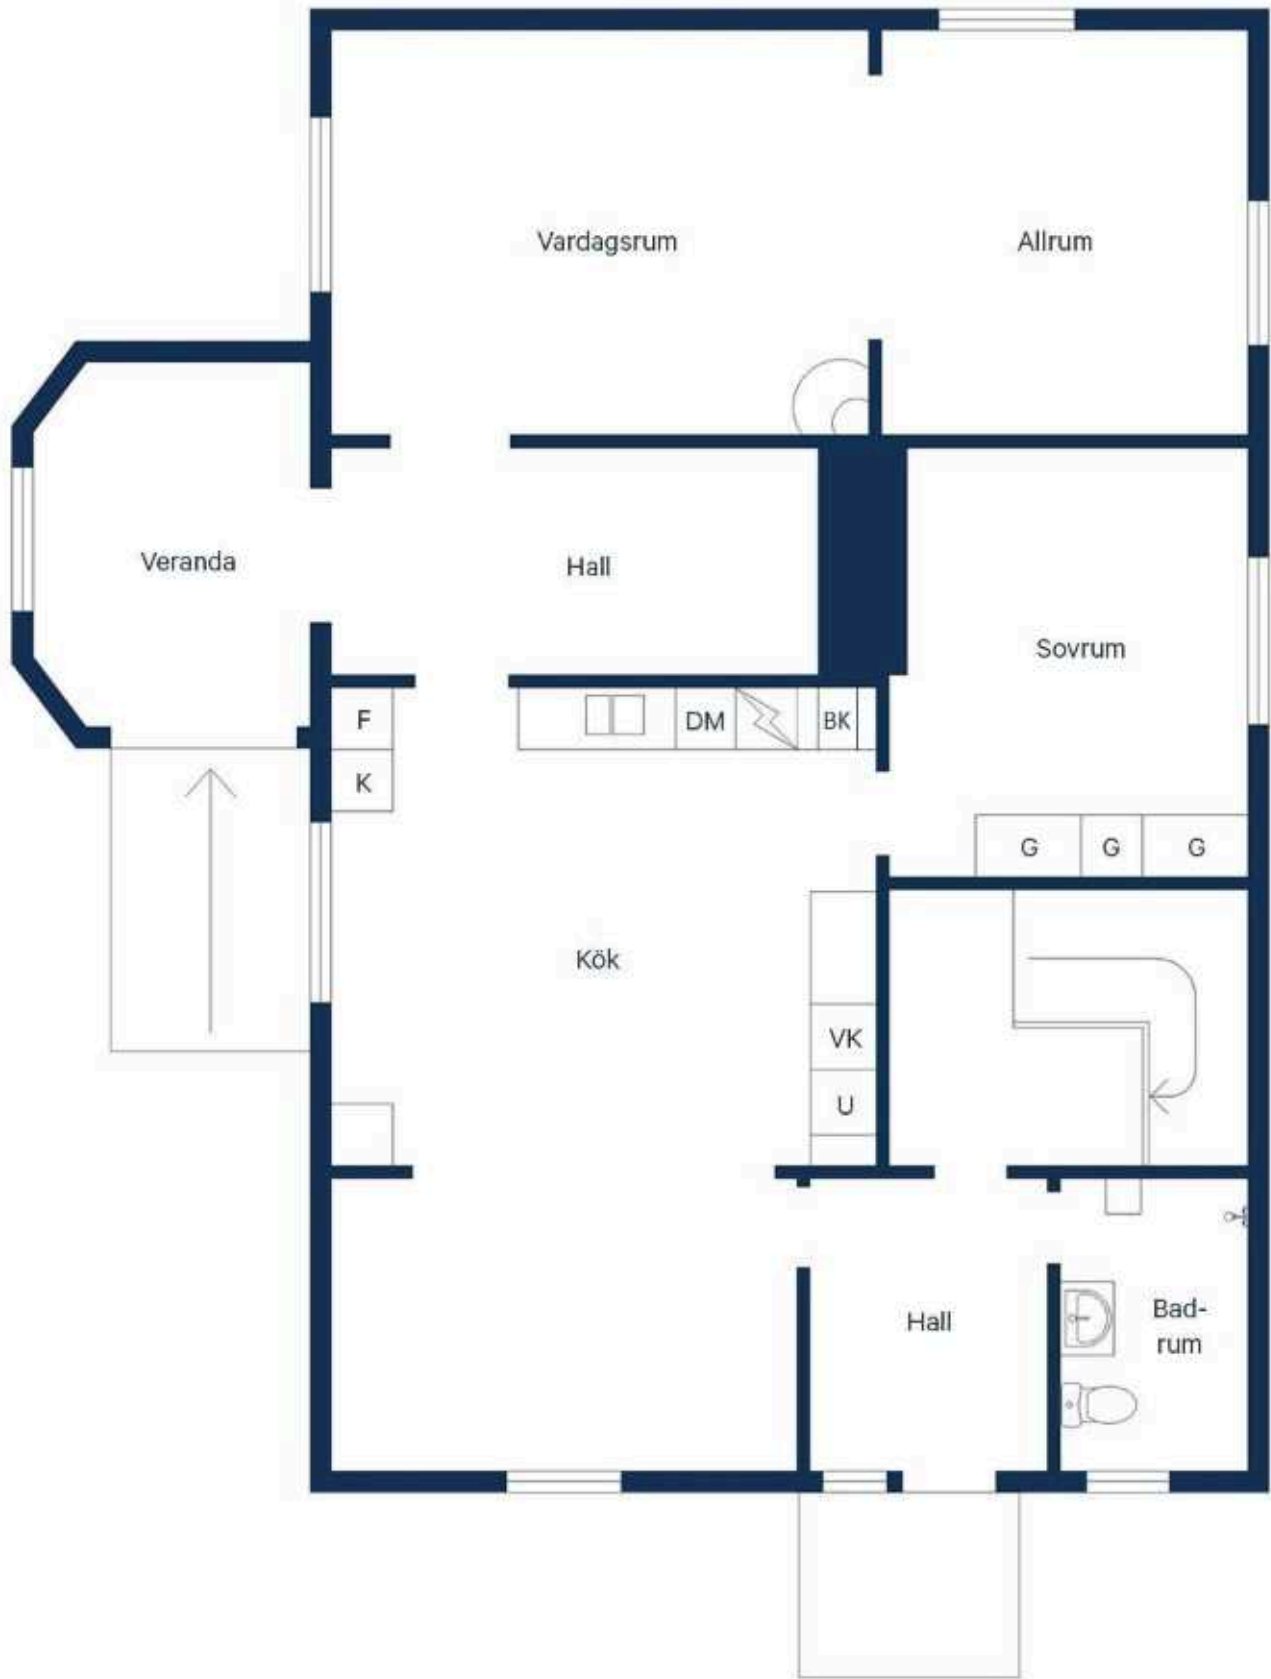 Vardagsrum
Allrum
Veranda
Hall
Sovrum
F
DM
BK
K
G
G
G
Kök
VK
U
Hall
Bad-
rum